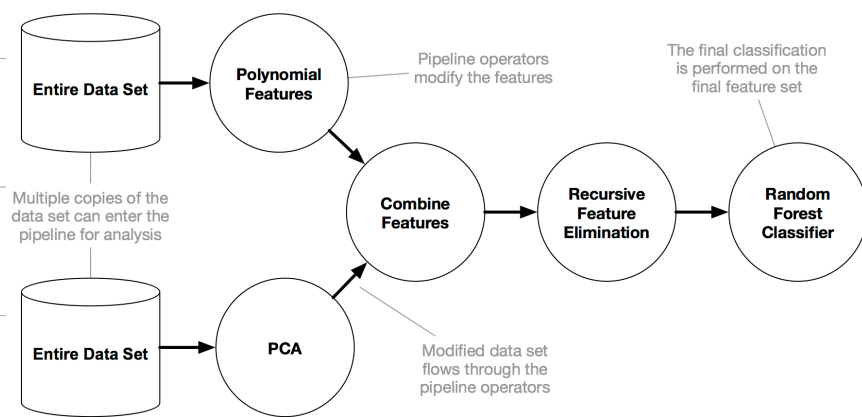 Entire Data Set
Polynomial
Features
Pipeline operators
modify the features
The final classification
is performed on the
final feature set
Multiple copies of the
data set can enter the
pipeline for analysis
Combine
Features
Recursive
Feature
Elimination
Random
Forest
Classifier
Entire Data Set
PCA
Modified data set
flows through the
pipeline operators